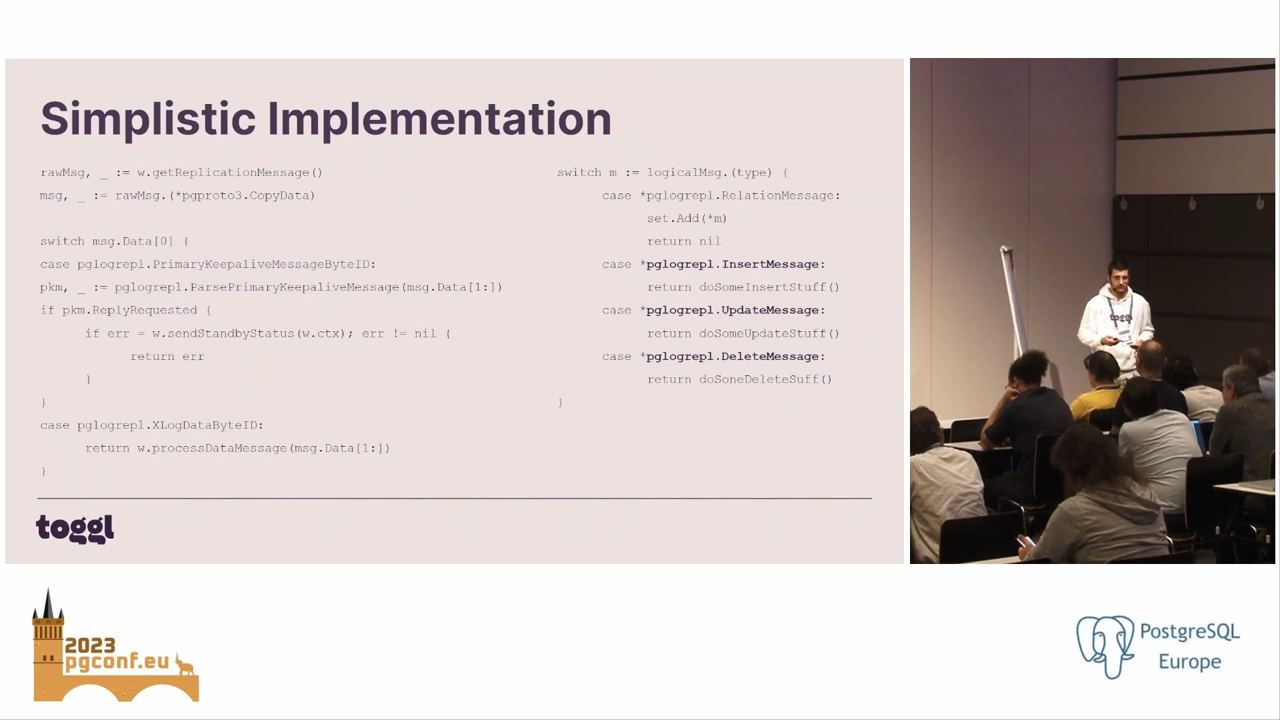 Simplistic Implementation
rawMsg, _ := w.getReplicationMessage()
msg, _ := rawMsg.(*pgproto3.CopyData)
switch msg.Data[0] {
case pglogrepl.PrimaryKeepaliveMessageByteID:
pkm, _ := pglogrepl.ParsePrimaryKeepaliveMessage(msg.Data[1:])
if pkm.ReplyRequested {
if err = w.sendStandbyStatus(w.ctx); err != nil {
return err
}
}
case pglogrepl.XLogDataByteID:
return w.processDataMessage(msg.Data[1:])
}
switch m := logicalMsg.(type) {
case *pglogrepl.RelationMessage:
set.Add(*m)
return nil
case *pglogrepl.InsertMessage:
return doSomeInsertStuff()
case *pglogrepl.UpdateMessage:
return doSomeUpdateStuff()
case *pglogrepl.DeleteMessage:
return doSoneDeleteSuff()
}
toggl
toggl
2023
pgconf.eu
PostgreSQL
Europe